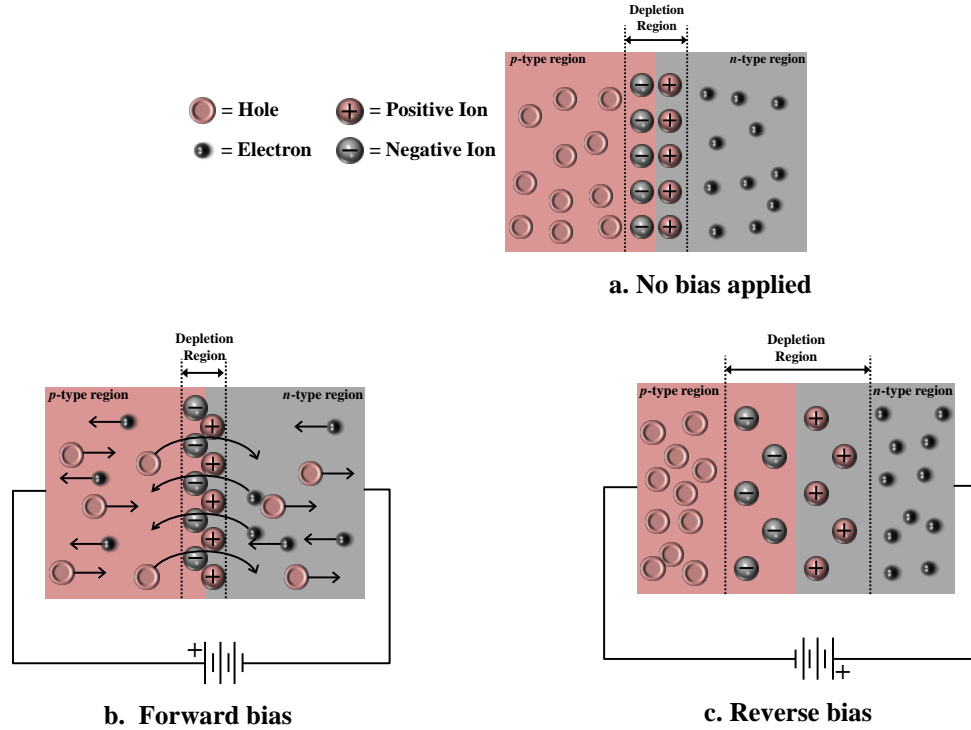 Depletion
Region
p-type region
n-type region
= Hole
= Positive Ion
= Electron
= Negative Ion
a. No bias applied
Depletion
Region
p-type region
n-type region
+
b. Forward bias
Depletion
Region
p-type region
n-type region
+
c. Reverse bias